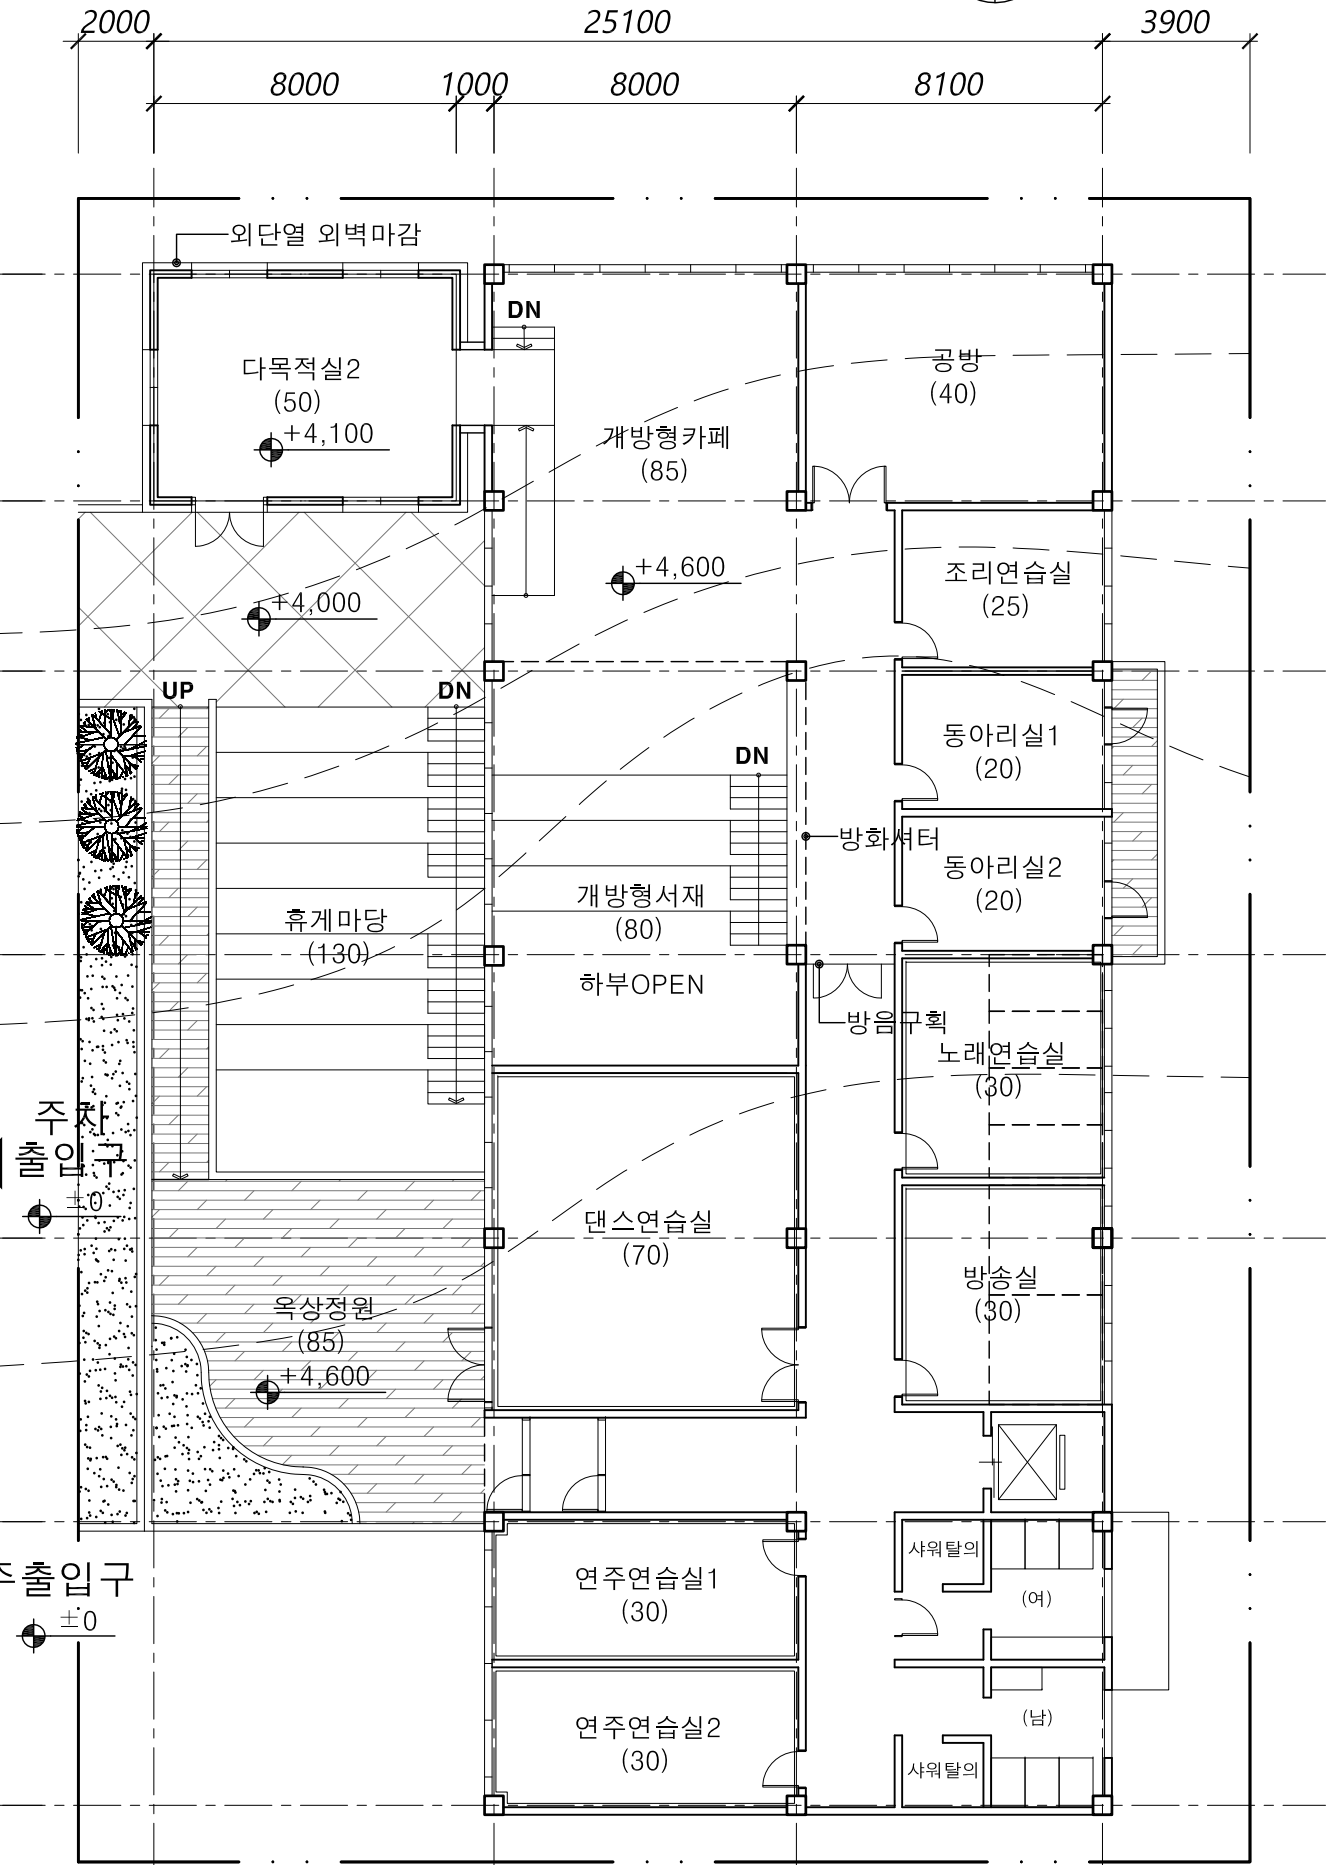 2000
25100
3900
8000
1000
8000
8100
외단열 외벽마감
DN
다목적실2
(50)
+4,100
공방
(40)
개방형카페
(85)
+4,600
조리연습실
(25)
+4,000
UP
DN
동아리실1
(20)
DN
방화셔터
동아리실2
(20)
개방형서재
(80)
휴게마당
(130)
하부OPEN
방음구획
노래연습실
(30)
주차
출입구
±0
댄스연습실
(70)
방송실
(30)
옥상정원
(85)
+4,600
샤워탈의
주출입구
±0
연주연습실1
(30)
(여)
연주연습실2
(30)
(남)
샤워탈의